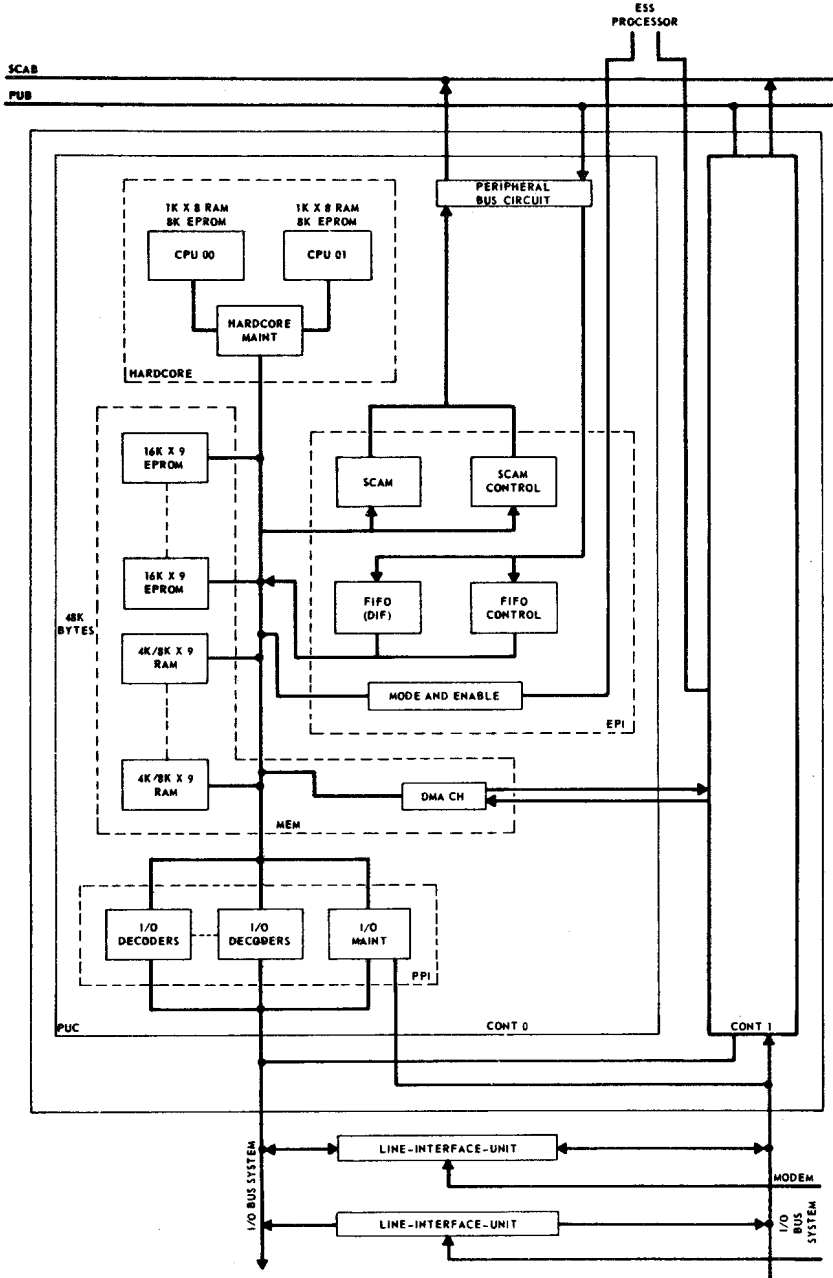 ESS
PROCESSOR
SCAB
PUB
PERIPHERAL
BUS CIRCUIT
1K X 8 RAM
8K EPROM
1K X 8 RAM
8K EPROM
CPU 00
CPU 01
HARDCORE
MAINT
HARDCORE
16K X 9
EPROM
SCAM
SCAM
CONTROL
16K X 9
EPROM
FIFO
(DIF)
FIFO
CONTROL
48K
BYTES
4K/8K X 9
RAM
MODE AND ENABLE
EPI
4K/8K X 9
RAM
DMA CH
MEM
I/O
DECODERS
I/O
DECODERS
I/O
MAINT
PPI
PUC
CONT 0
CONT 1
I/O BUS SYSTEM
LINE-INTERFACE-UNIT
MODEM
LINE-INTERFACE-UNIT
I/O
BUS
SYSTEM